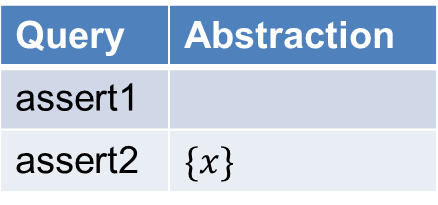 Query Abstraction
assert1
assert2 {x}